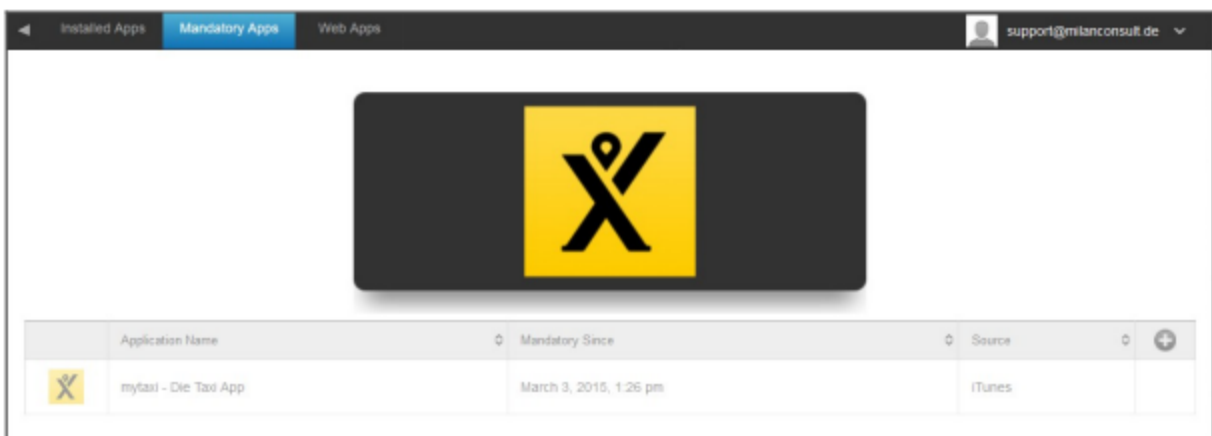 Installed Apps Mandatory Apps Web Apps support@milanconsult.de
Application Name Mandatory Since Source
mytaxi - Die Taxi App March 3, 2015, 1:26 pm iTunes